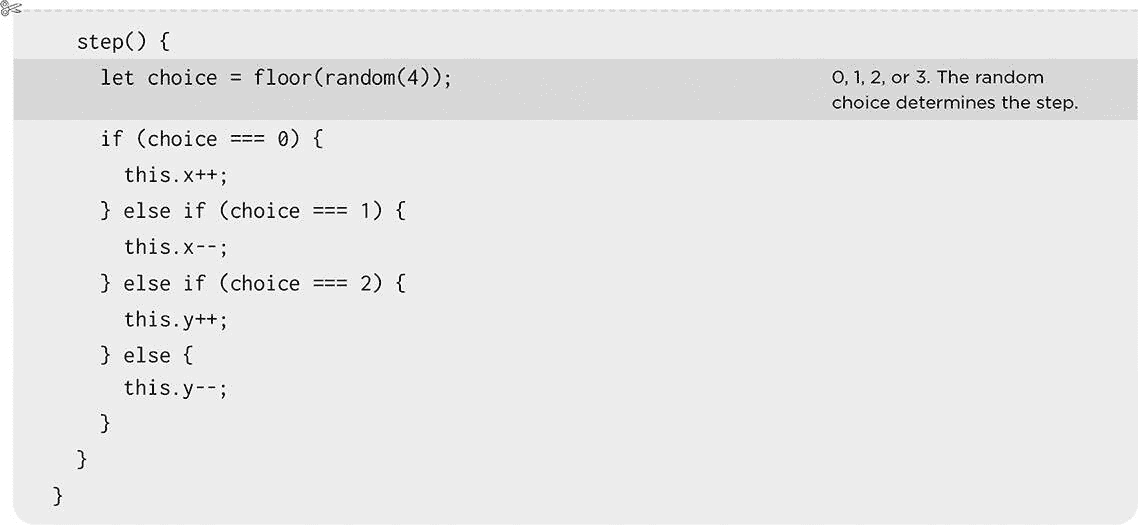 step() {
let choice = floor(random(4));
0, 1, 2, or 3. The random
choice determines the step.
if (choice === 0) {
this.x++;
} else if (choice === 1) {
this.x--;
} else if (choice === 2) {
this.y++;
} else {
this.y--;
}
}
}